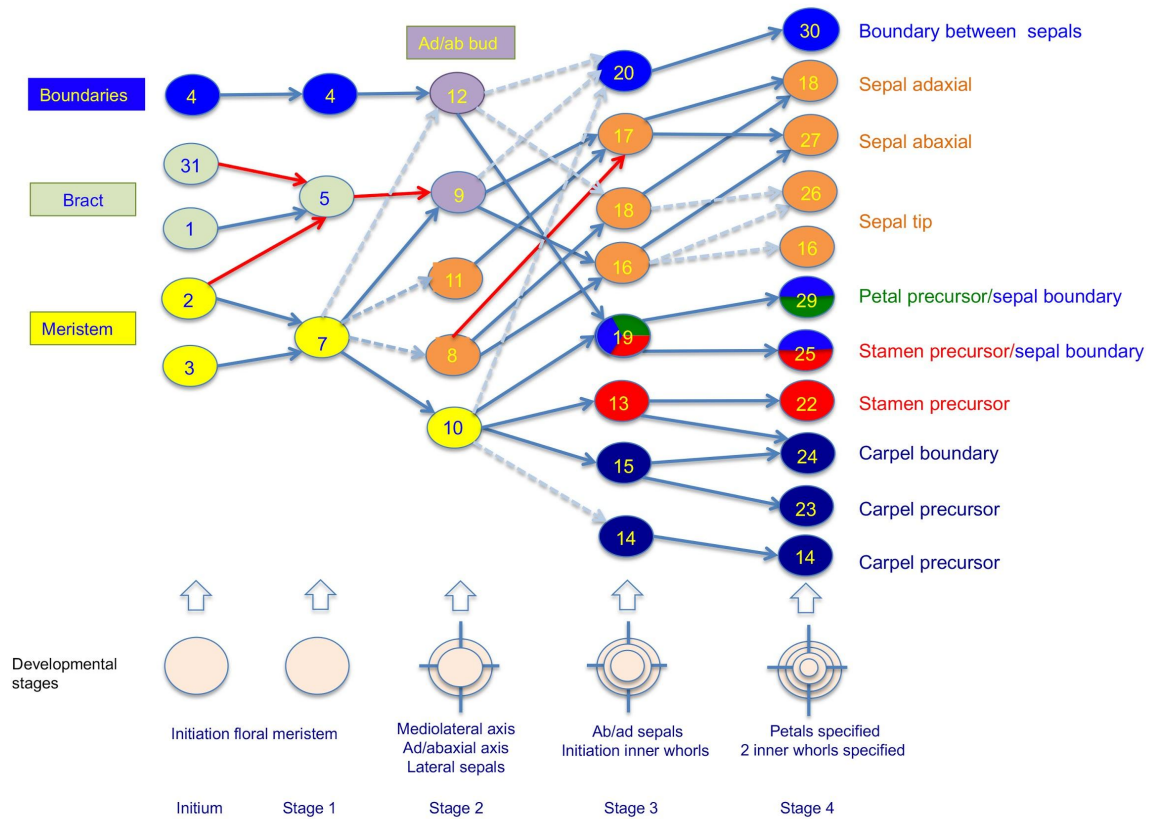 Ad/ab bud
30
Boundary between sepals
Boundaries
4
4
12
20
18
Sepal adaxial
31
17
27
Sepal abaxial
Bract
5
9
18
26
1
Sepal tip
11
16
16
2
Meristem
7
19
29
Petal precursor/sepal boundary
3
8
25
Stamen precursor/sepal boundary
10
13
22
Stamen precursor
15
24
Carpel boundary
23
Carpel precursor
14
14
Carpel precursor
Developmental
stages
Initiation floral meristem
Mediolateral axis
Ad/abaxial axis
Lateral sepals
Ab/ad sepals
Initiation inner whorls
Petals specified
2 inner whorls specified
Initium
Stage 1
Stage 2
Stage 3
Stage 4